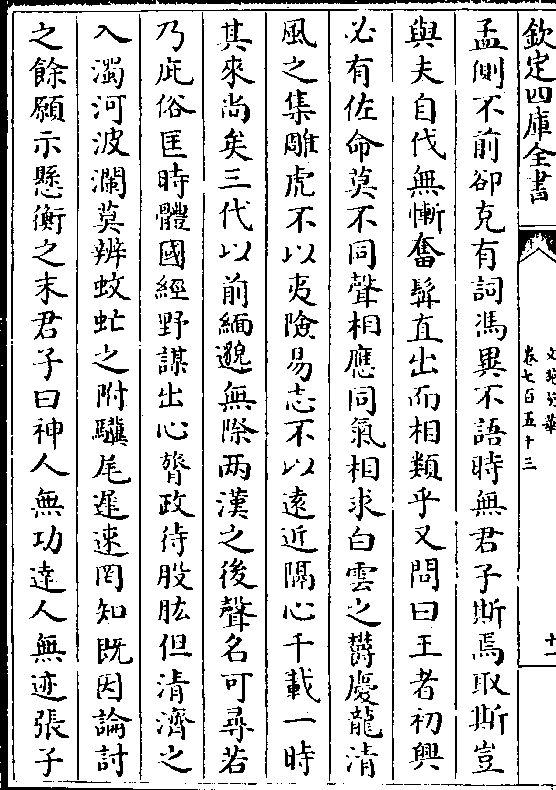 欽定四庫全書
文苑英華
卷七百五十三
十一
孟側不前卻克有詞馮異不語時無君子斯焉取斯豈
與夫自伐無慚奮髯直出而相類乎又問曰王者初興
必有佐命莫不同聲相應同氣相求白雲之欝慶龍清
風之集雕虎不以夷險易志不以遠近隔心千載一時
其來尚矣三代以前緬邈無際两漢之後聲名可尋若
乃庇俗匡時體國經野謀出心膂政待股肱但清濟之
入濁河波瀾莫辨蚊虻之附驥尾遲速罔知既因論討
之餘願示懸衡之末君子曰神人無功達人無迹張子